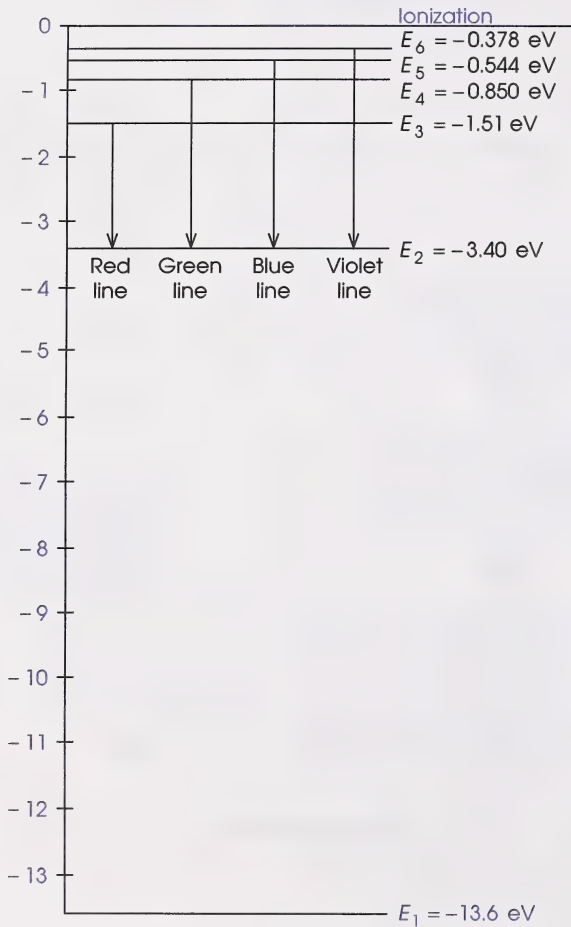 Ionization
0
E6 = −0.378 eV
E5 = −0.544 eV
−1
E4 = −0.850 eV
E3 = −1.51 eV
−2
−3
E2 = −3.40 eV
Red Green Blue Violet
line line line line
−4
−5
−6
−7
−8
−9
−10
−11
−12
−13
E1 = −13.6 eV